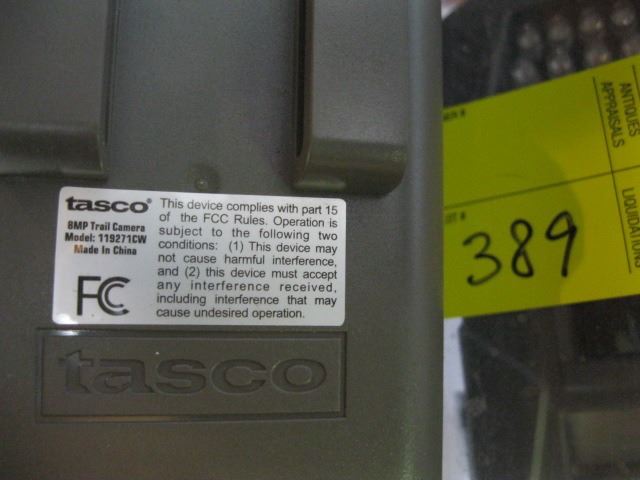 tasco®
8MP Trail Camera
Model: 119271CW
Made In China
FC
This device complies with part 15
of the FCC Rules. Operation is
subject to the following two
conditions: (1) This device may
not cause harmful interference,
and (2) this device must accept
any interference received,
including interference that may
cause undesired operation.
tasco
ANTIQUES
APPRAISALS
LIQUIDATIONS
389